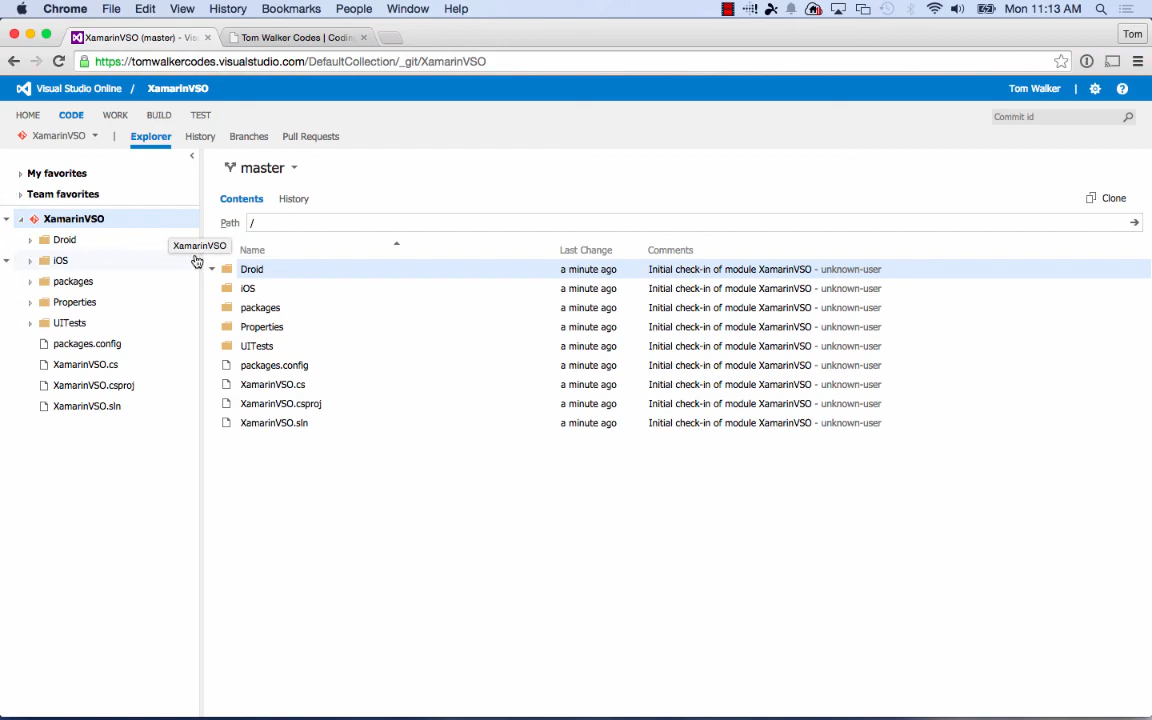 Chrome File Edit View History Bookmarks People Window Help Mon 11:13 AM
XamarinVSO (master) - Vis Tom Walker Codes | Coding Tom
https://tomwalkercodes.visualstudio.com/DefaultCollection/_git/XamarinVSO
Visual Studio Online / XamarinVSO Tom Walker |
HOME CODE WORK BUILD TEST Commit id
XamarinVSO | Explorer History Branches Pull Requests
My favorites
Team favorites
XamarinVSO
Droid
iOS
packages
Properties
UITests
packages.config
XamarinVSO.cs
XamarinVSO.csproj
XamarinVSO.sln
XamarinVSO
master
Contents History Clone
Path /
Name Last Change Comments
Droid a minute ago Initial check-in of module XamarinVSO - unknown-user
iOS a minute ago Initial check-in of module XamarinVSO - unknown-user
packages a minute ago Initial check-in of module XamarinVSO - unknown-user
Properties a minute ago Initial check-in of module XamarinVSO - unknown-user
UITests a minute ago Initial check-in of module XamarinVSO - unknown-user
packages.config a minute ago Initial check-in of module XamarinVSO - unknown-user
XamarinVSO.cs a minute ago Initial check-in of module XamarinVSO - unknown-user
XamarinVSO.csproj a minute ago Initial check-in of module XamarinVSO - unknown-user
XamarinVSO.sln a minute ago Initial check-in of module XamarinVSO - unknown-user